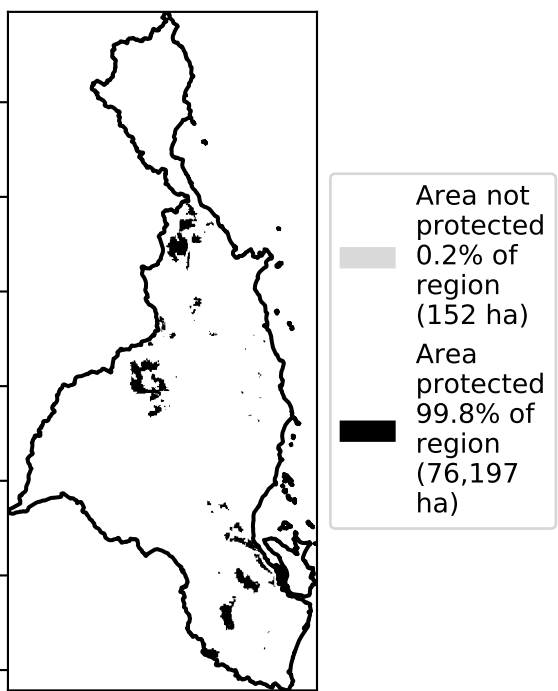 Area not
protected
0.2% of
region
(152 ha)
Area
protected
99.8% of
region
(76,197
ha)